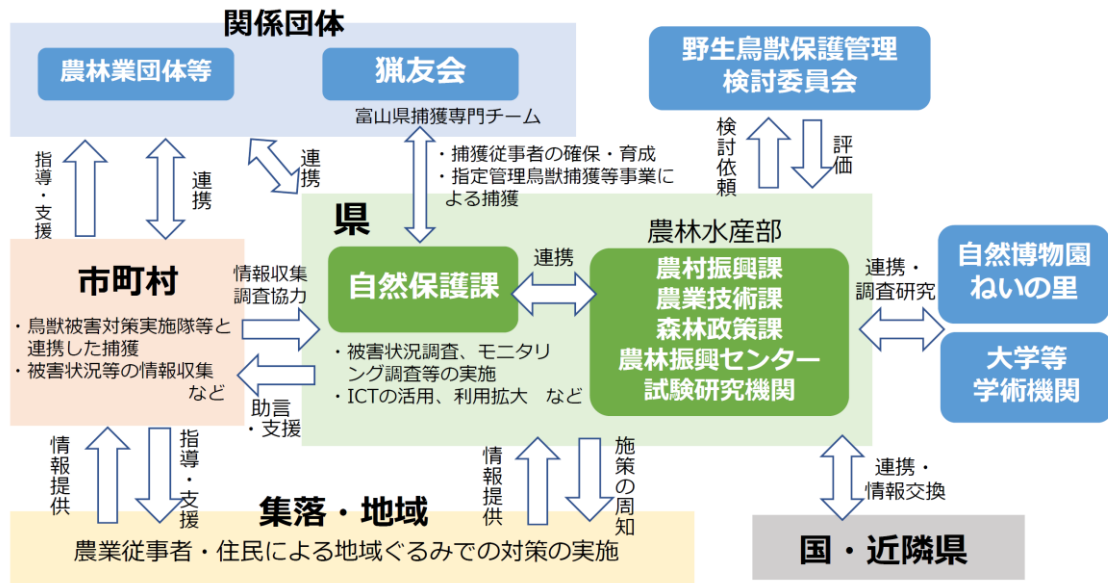 関係団体
農林業団体等
猟友会
富山県捕獲専門チーム
野生鳥獣保護管理
検討委員会
指導・支援
連携
連携
・捕獲従事者の確保・育成
・指定管理鳥獣捕獲等事業に
よる捕獲
検討依頼
評価
県
農林水産部
市町村
・鳥獣被害対策実施隊等と
連携した捕獲
・被害状況等の情報収集
など
情報収集
調査協力
助言
・支援
自然保護課
連携
・被害状況調査、モニタリ
ング調査等の実施
・ICTの活用、利用拡大 など
農村振興課
農業技術課
森林政策課
農林振興センター
試験研究機関
連携・
調査研究
自然博物園
ねいの里
大学等
学術機関
情報提供
指導・支援
情報提供
施策の周知
連携・
情報交換
集落・地域
農業従事者・住民による地域ぐるみでの対策の実施
国・近隣県